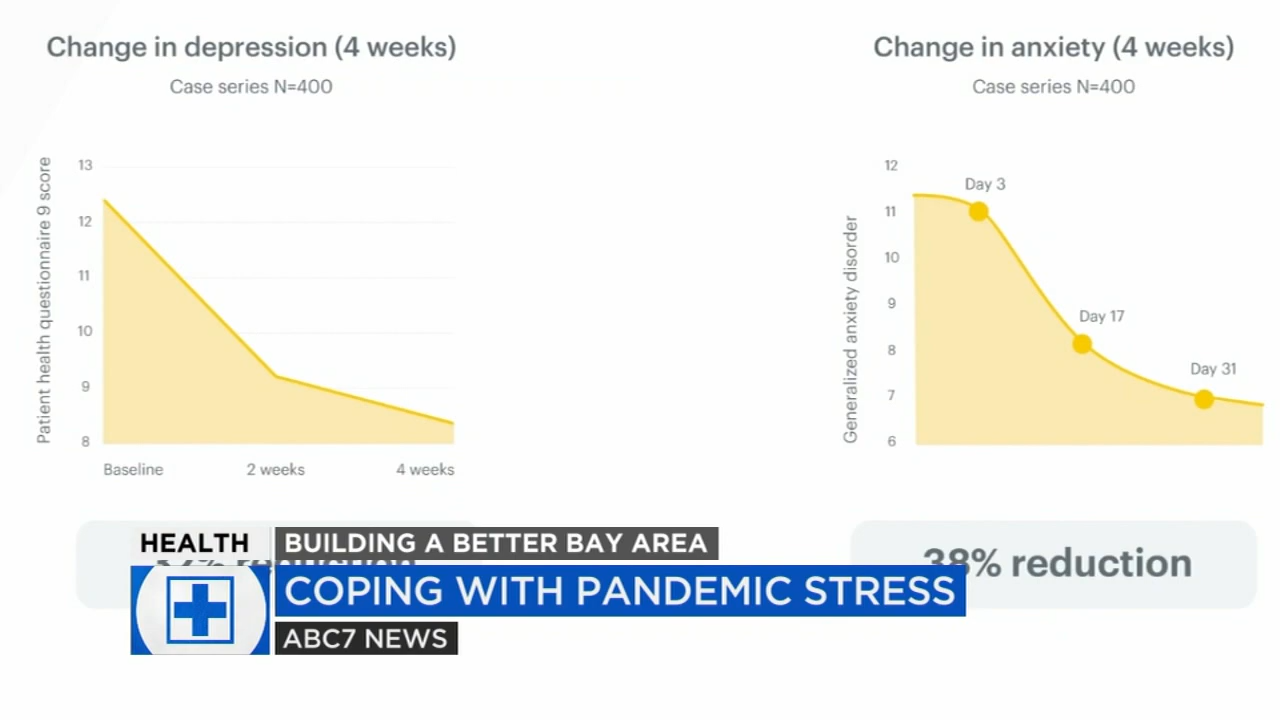 Change in depression (4 weeks)
Case series N=400
Patient health questionnaire 9 score
13
12
11
10
9
8
Baseline
2 weeks
4 weeks
Change in anxiety (4 weeks)
Case series N=400
Generalized anxiety disorder
12
11
10
9
8
7
6
Day 3
Day 17
Day 31
38% reduction
HEALTH
BUILDING A BETTER BAY AREA
COPING WITH PANDEMIC STRESS
ABC7 NEWS